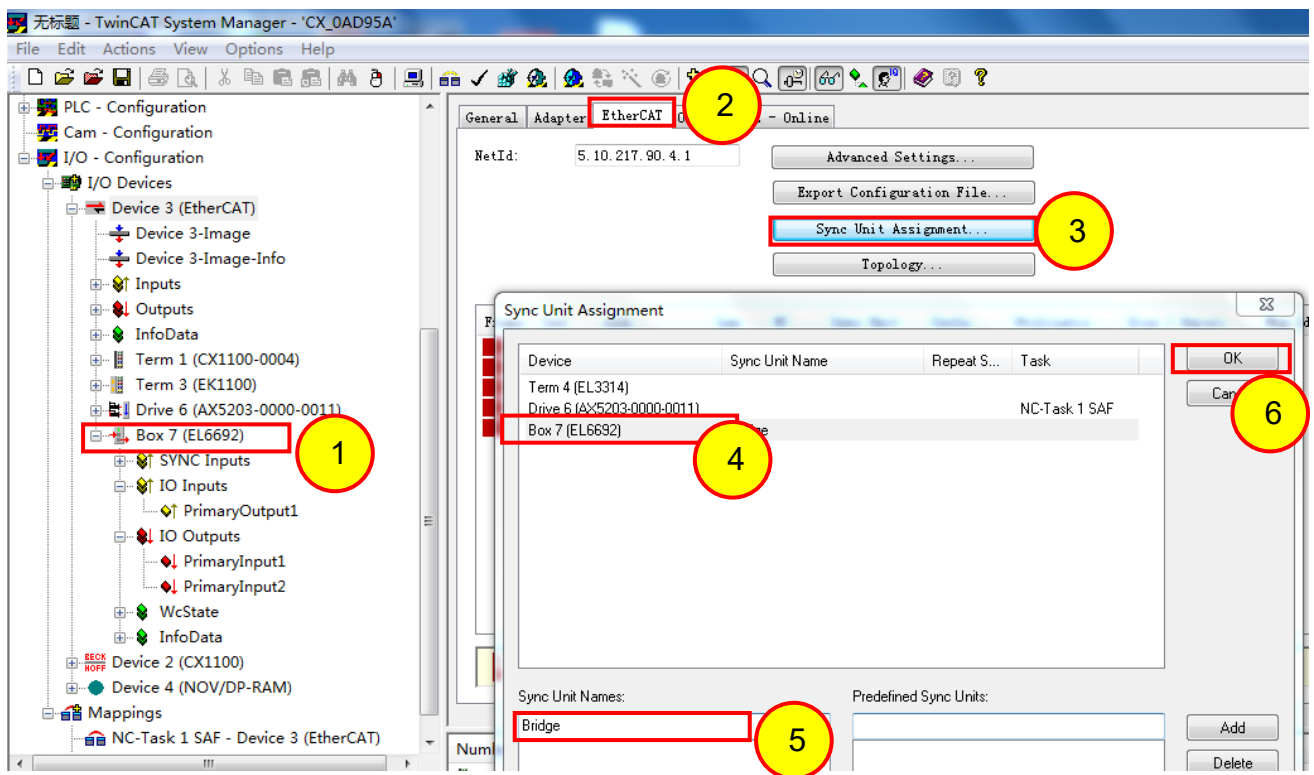 无标题 - TwinCAT System Manager - 'CX_0AD95A'
File Edit Actions View Options Help
PLC - Configuration
Cam - Configuration
I/O - Configuration
I/O Devices
Device 3 (EtherCAT)
Device 3-Image
Device 3-Image-Info
Inputs
Outputs
InfoData
Term 1 (CX1100-0004)
Term 3 (EK1100)
Drive 6 (AX5203-0000-0011)
Box 7 (EL6692)
1
SYNC Inputs
IO Inputs
PrimaryOutput1
IO Outputs
PrimaryInput1
PrimaryInput2
WcState
InfoData
BECKHOFF Device 2 (CX1100)
Device 4 (NOV/DP-RAM)
Mappings
NC-Task 1 SAF - Device 3 (EtherCAT)
2
General Adapter EtherCAT - Online
NetId: 5.10.217.90.4.1
Advanced Settings...
Export Configuration File...
Sync Unit Assignment...
3
Topology...
Sync Unit Assignment
Device Sync Unit Name Repeat S... Task
OK
Term 4 (EL3314)
Drive 6 (AX5203-0000-0011) NC-Task 1 SAF
Box 7 (EL6692)
4
6
Sync Unit Names:
Predefined Sync Units:
Bridge
5
Add
Delete